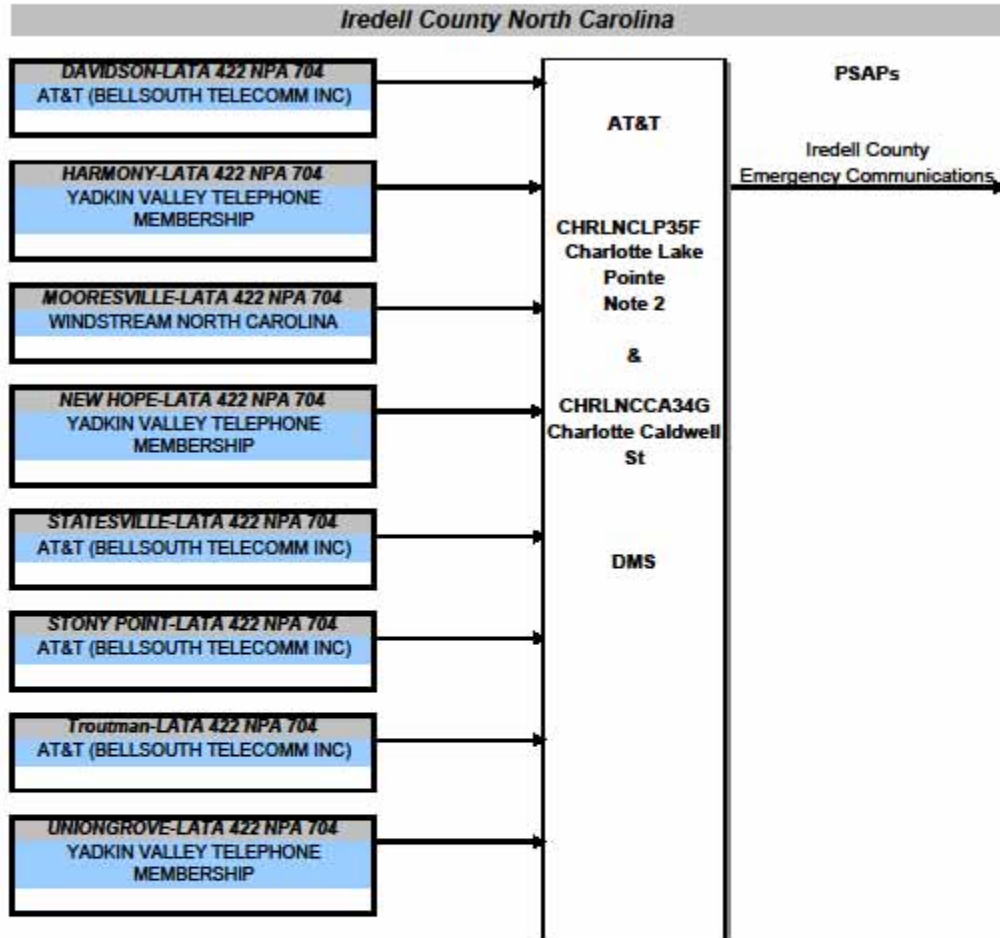 Iredell County North Carolina
DAVIDSON-LATA 422 NPA 704
AT&T (BELLSOUTH TELECOMM INC)
HARMONY-LATA 422 NPA 704
YADKIN VALLEY TELEPHONE
MEMBERSHIP
MOORESVILLE-LATA 422 NPA 704
WINDSTREAM NORTH CAROLINA
NEW HOPE-LATA 422 NPA 704
YADKIN VALLEY TELEPHONE
MEMBERSHIP
STATESVILLE-LATA 422 NPA 704
AT&T (BELLSOUTH TELECOMM INC)
STONY POINT-LATA 422 NPA 704
AT&T (BELLSOUTH TELECOMM INC)
Troutman-LATA 422 NPA 704
AT&T (BELLSOUTH TELECOMM INC)
UNIONGROVE-LATA 422 NPA 704
YADKIN VALLEY TELEPHONE
MEMBERSHIP
AT&T
CHRLNCLP35F
Charlotte Lake
Pointe
Note 2
&
CHRLNCCA34G
Charlotte Caldwell
St
DMS
PSAPs
Iredell County
Emergency Communications